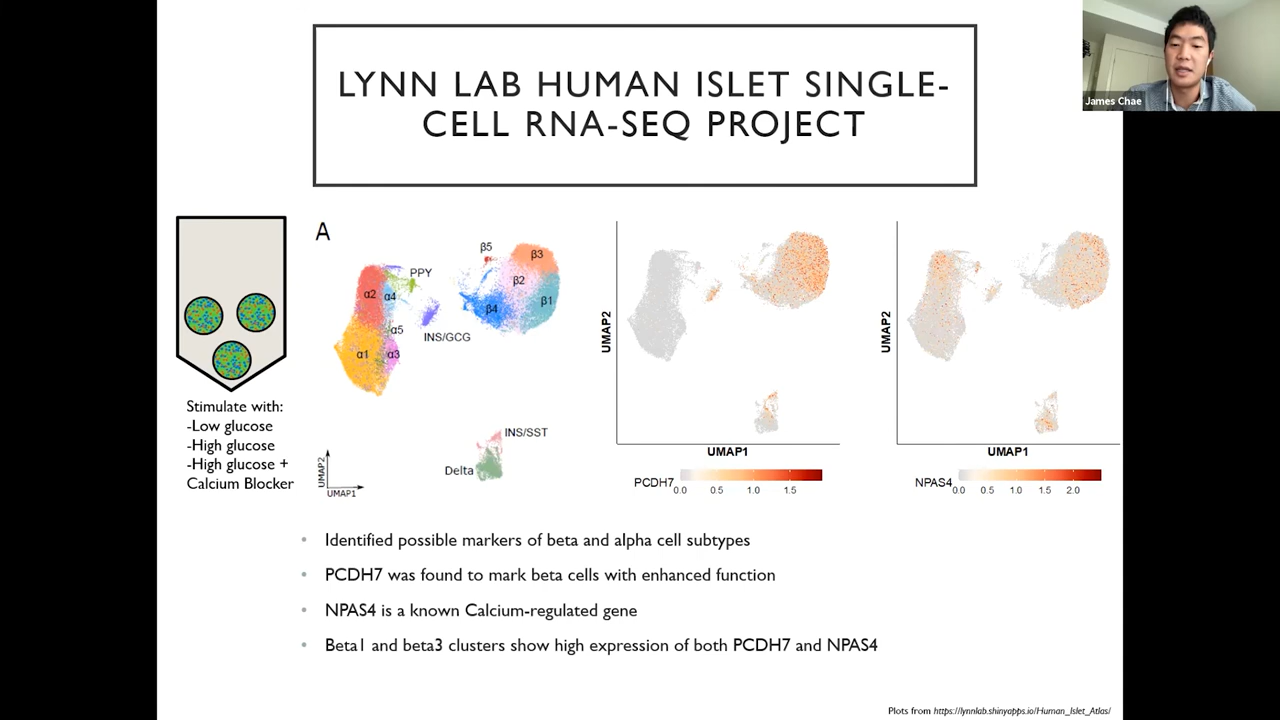 LYNN LAB HUMAN ISLET SINGLE-
CELL RNA-SEQ PROJECT
James Chae
Stimulate with:
-Low glucose
-High glucose
-High glucose +
Calcium Blocker
A
β5
β3
PPY
β2
α2
α4
β1
β4
α5
INS/GCG
α1
α3
INS/SST
Delta
UMAP2
UMAP1
UMAP2
UMAP1
PCDH7
0.0 0.5 1.0 1.5
UMAP2
UMAP1
NPAS4
0.0 0.5 1.0 1.5 2.0
• Identified possible markers of beta and alpha cell subtypes
• PCDH7 was found to mark beta cells with enhanced function
• NPAS4 is a known Calcium-regulated gene
• Beta1 and beta3 clusters show high expression of both PCDH7 and NPAS4
Plots from https://lynnlab.shinyapps.io/Human_Islet_Atlas/